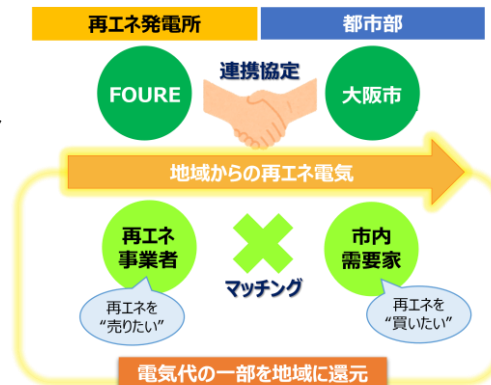 再エネ発電所
都市部
FOURE
連携協定
大阪市
地域からの再エネ電気
再エネ
事業者
マッチング
市内
需要家
再エネを
“売りたい”
再エネを
“買いたい”
電気代の一部を地域に還元